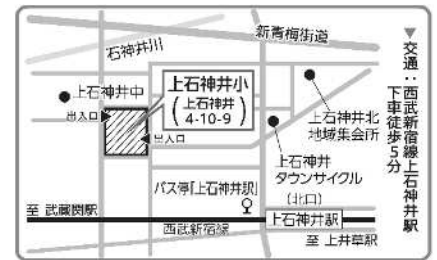 ▼交通：西武新宿線上石神井駅
下車徒歩5分
新青梅街道
石神井川
上石神井小
(上石神井
4-10-9)
上石神井中
出入口
出入口
上石神井北
地域集会所
上石神井
タウンサイクル
バス停「上石神井駅」
(北口)
至 武蔵関駅
西武新宿線
上石神井駅
至 上井草駅